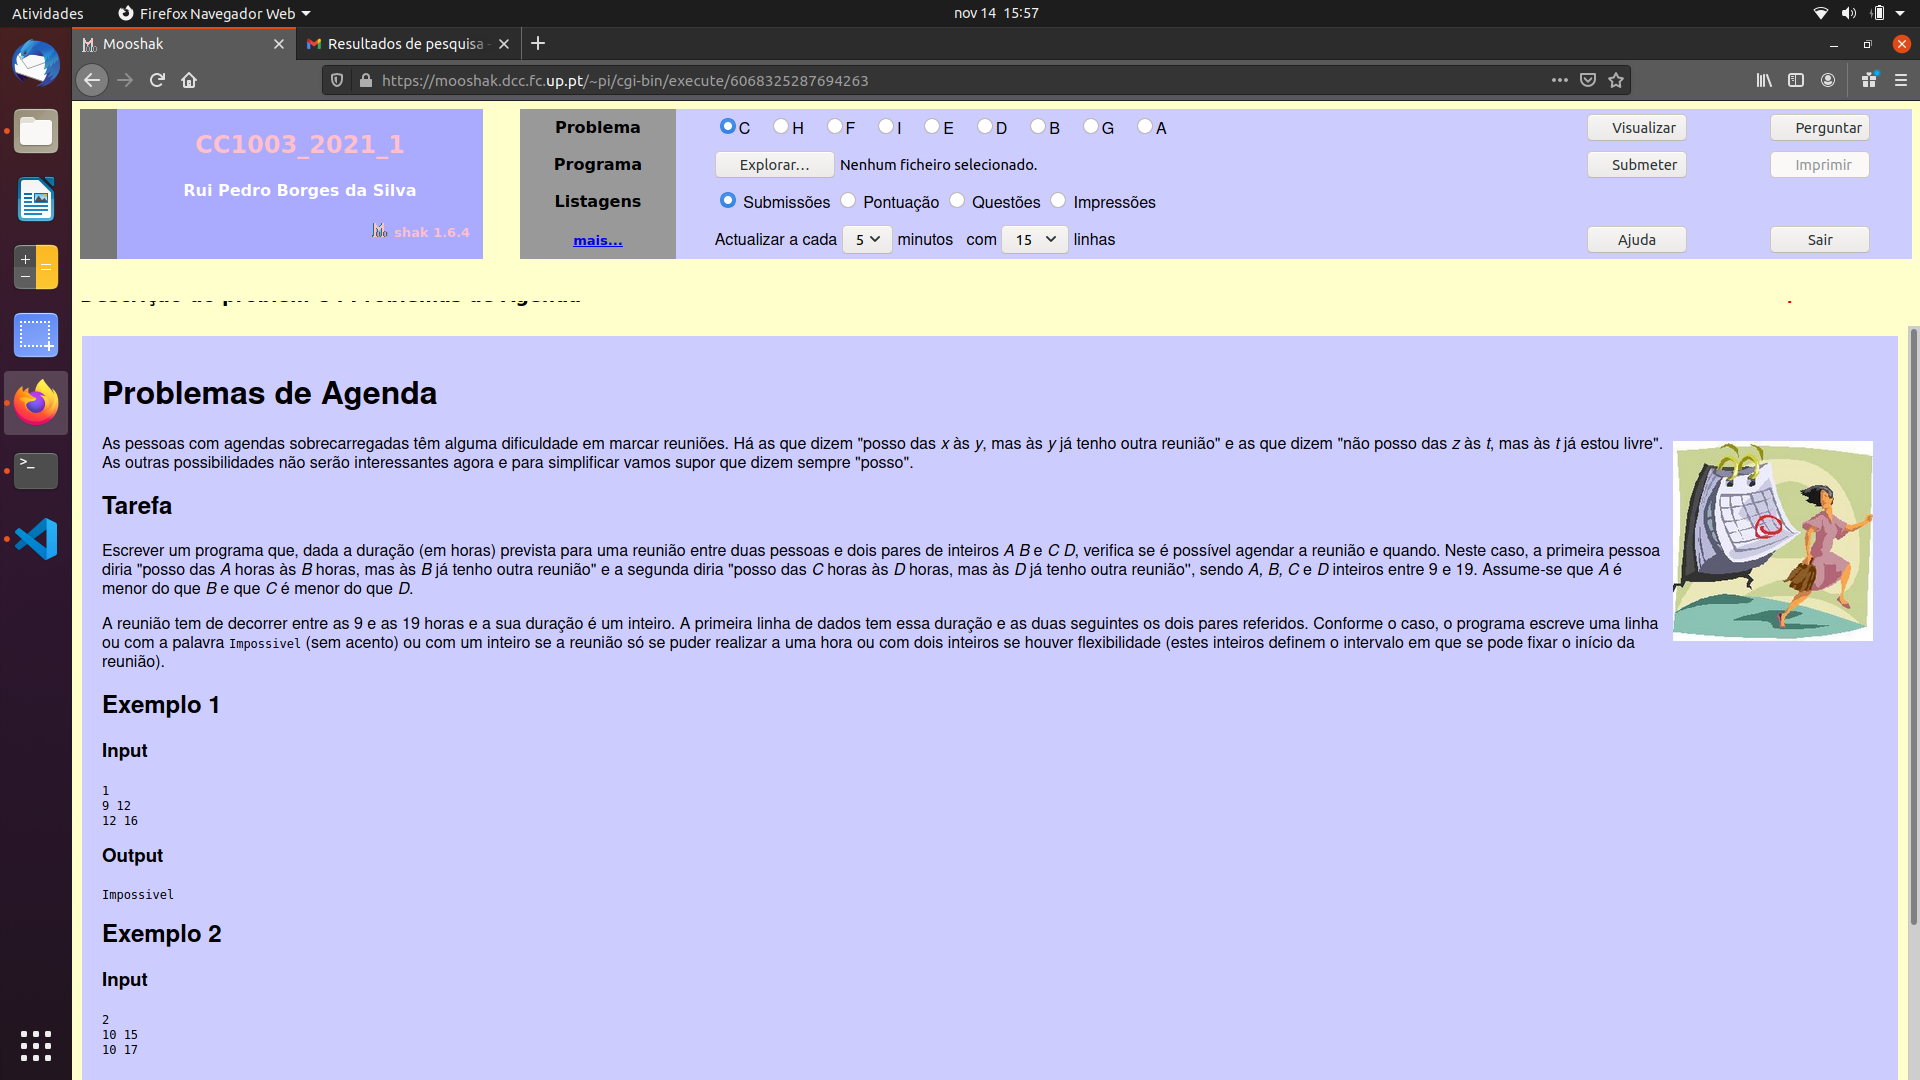 Atividades
Firefox Navegador Web
nov 14 15:57
Mooshak
Resultados de pesquisa
https://mooshak.dcc.fc.up.pt/~pi/cgi-bin/execute/6068325287694263
CC1003_2021_1
Rui Pedro Borges da Silva
shak 1.6.4
Problema
C H F I E D B G A
Visualizar
Perguntar
Programa
Explorar...
Nenhum ficheiro selecionado.
Submeter
Imprimir
Listagens
Submissões Pontuação Questões Impressões
mais...
Actualizar a cada 5 minutos com 15 linhas
Ajuda
Sair
Problemas de Agenda
As pessoas com agendas sobrecarregadas têm alguma dificuldade em marcar reuniões. Há as que dizem "posso das x às y, mas às y já tenho outra reunião" e as que dizem "não posso das z às t, mas às t já estou livre".
As outras possibilidades não serão interessantes agora e para simplificar vamos supor que dizem sempre "posso".
Tarefa
Escrever um programa que, dada a duração (em horas) prevista para uma reunião entre duas pessoas e dois pares de inteiros A B e C D, verifica se é possível agendar a reunião e quando. Neste caso, a primeira pessoa
diria "posso das A horas às B horas, mas às B já tenho outra reunião" e a segunda diria "posso das C horas às D horas, mas às D já tenho outra reunião", sendo A, B, C e D inteiros entre 9 e 19. Assume-se que A é
menor do que B e que C é menor do que D.
A reunião tem de decorrer entre as 9 e as 19 horas e a sua duração é um inteiro. A primeira linha de dados tem essa duração e as duas seguintes os dois pares referidos. Conforme o caso, o programa escreve uma linha
ou com a palavra Impossivel (sem acento) ou com um inteiro se a reunião só se puder realizar a uma hora ou com dois inteiros se houver flexibilidade (estes inteiros definem o intervalo em que se pode fixar o início da
reunião).
Exemplo 1
Input
1
9 12
12 16
Output
Impossivel
Exemplo 2
Input
2
10 15
10 17